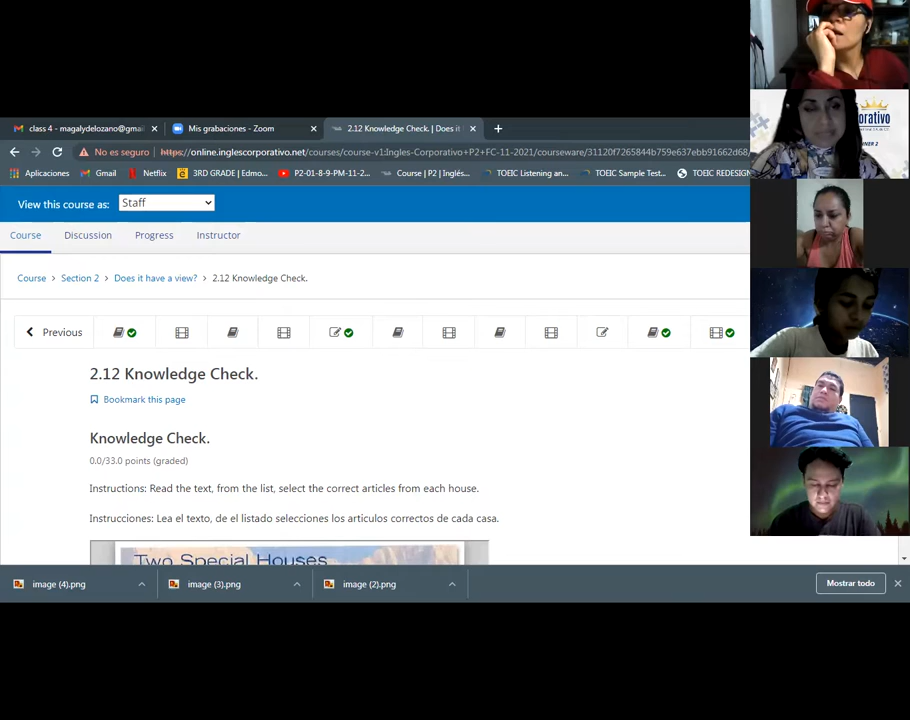 class 4 - magalydelozano@gmai
Mis grabaciones - Zoom
2.12 Knowledge Check. | Does it
No es seguro
https://online.inglescorporativo.net/courses/course-v1:Ingles-Corporativo+P2+FC-11-2021/courseware/31120f7265844b759e637ebb91662d68
Aplicaciones
Gmail
Netflix
3RD GRADE | Edmo...
P2-01-8-9-PM-11-2...
Course | P2 | Inglés...
TOEIC Listening an...
TOEIC Sample Test...
TOEIC REDESIGN
View this course as:
Staff
Course
Discussion
Progress
Instructor
Course > Section 2 > Does it have a view? > 2.12 Knowledge Check.
Previous
2.12 Knowledge Check.
Bookmark this page
Knowledge Check.
0.0/33.0 points (graded)
Instructions: Read the text, from the list, select the correct articles from each house.
Instrucciones: Lea el texto, de el listado selecciones los articulos correctos de cada casa.
Two Special Houses
image (4).png
image (3).png
image (2).png
Mostrar todo
orativo
NNER 2